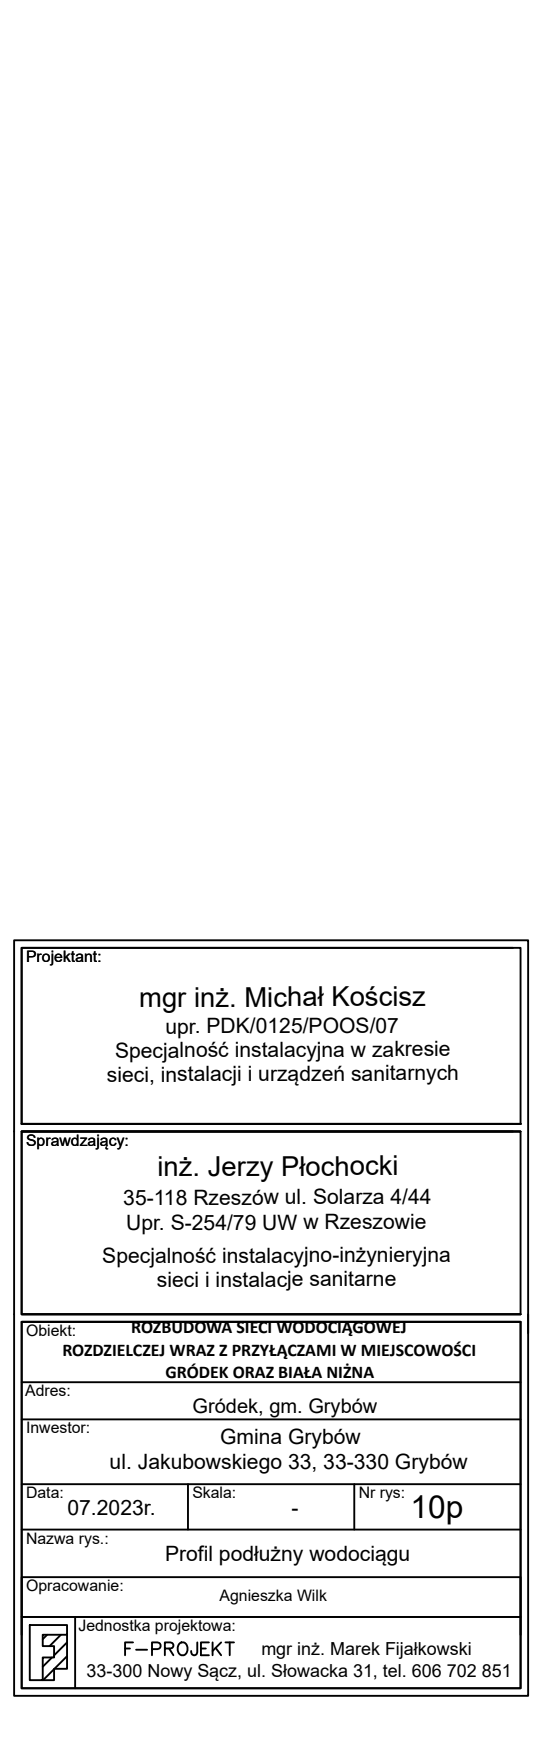 Projektant:
mgr inż. Michał Kościsz
upr. PDK/0125/POOS/07
Specjalność instalacyjna w zakresie
sieci, instalacji i urządzeń sanitarnych
Sprawdzający:
inż. Jerzy Płochocki
35-118 Rzeszów ul. Solarza 4/44
Upr. S-254/79 UW w Rzeszowie
Specjalność instalacyjno-inżynieryjna
sieci i instalacje sanitarne
Obiekt:
ROZBUDOWA SIECI WODOCIĄGOWEJ
ROZDZIELCZEJ WRAZ Z PRZYŁĄCZAMI W MIEJSCOWOŚCI
GRÓDEK ORAZ BIAŁA NIŻNA
Adres:
Gródek, gm. Grybów
Inwestor:
Gmina Grybów
ul. Jakubowskiego 33, 33-330 Grybów
Data:
07.2023r.
Skala:
-
Nr rys:
10p
Nazwa rys.:
Profil podłużny wodociągu
Opracowanie:
Agnieszka Wilk
Jednostka projektowa:
F-PROJEKT mgr inż. Marek Fijałkowski
33-300 Nowy Sącz, ul. Słowacka 31, tel. 606 702 851